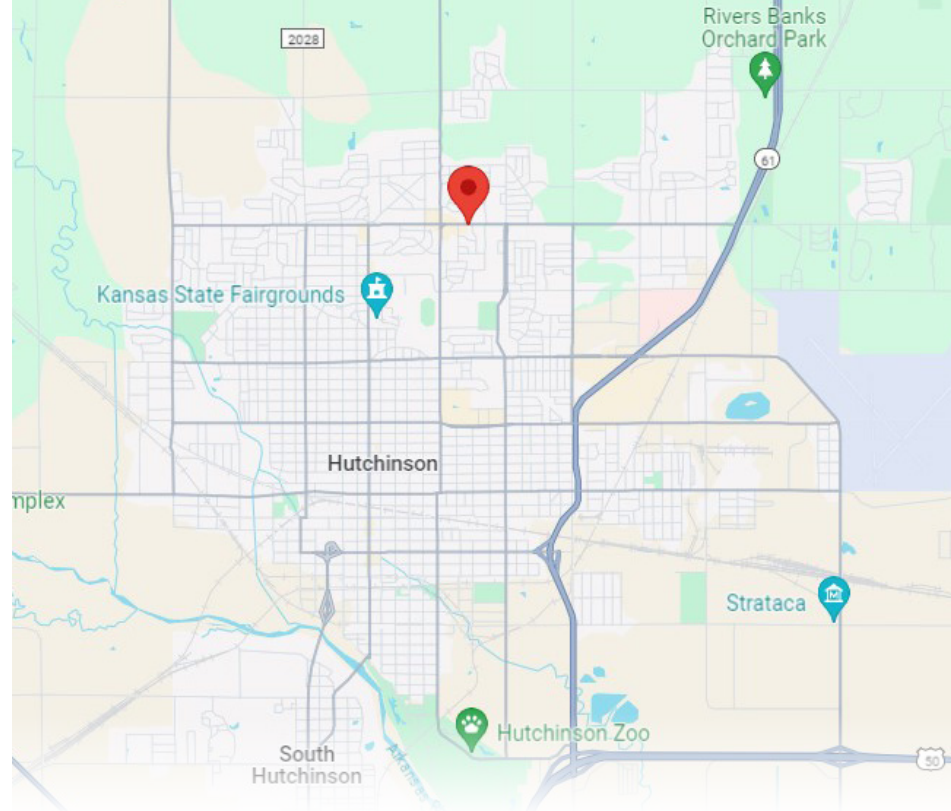 Rivers Banks
Orchard Park
2028
61
Kansas State Fairgrounds
Hutchinson
mplex
Strataca
Hutchinson Zoo
South
Hutchinson
50